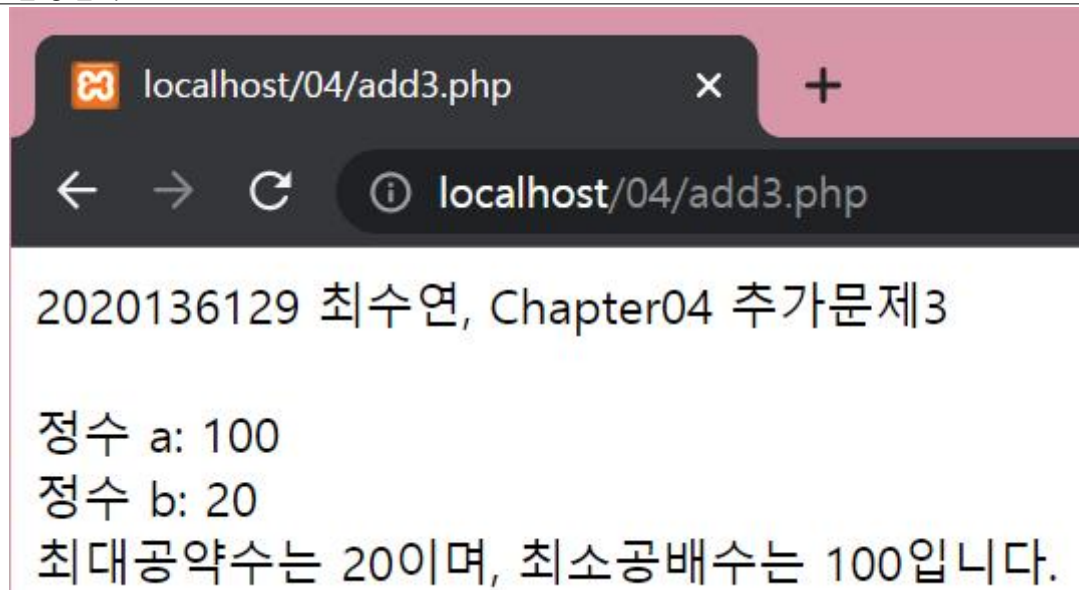 localhost/04/add3.php
localhost/04/add3.php
2020136129 최수연, Chapter04 추가문제3
정수 a: 100
정수 b: 20
최대공약수는 20이며, 최소공배수는 100입니다.